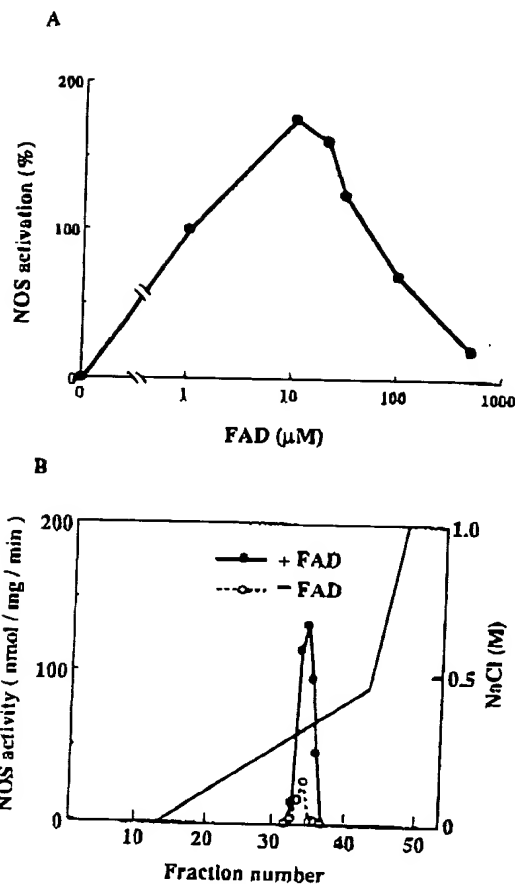 A
200
100
0
NOS activation (%)
0 1 10 100 1000
FAD (μM)
B
200
100
0
NOS activity ( nmol / mg / min )
+ FAD
− FAD
1.0
0.5
0
NaCl (M)
10 20 30 40 50
Fraction number